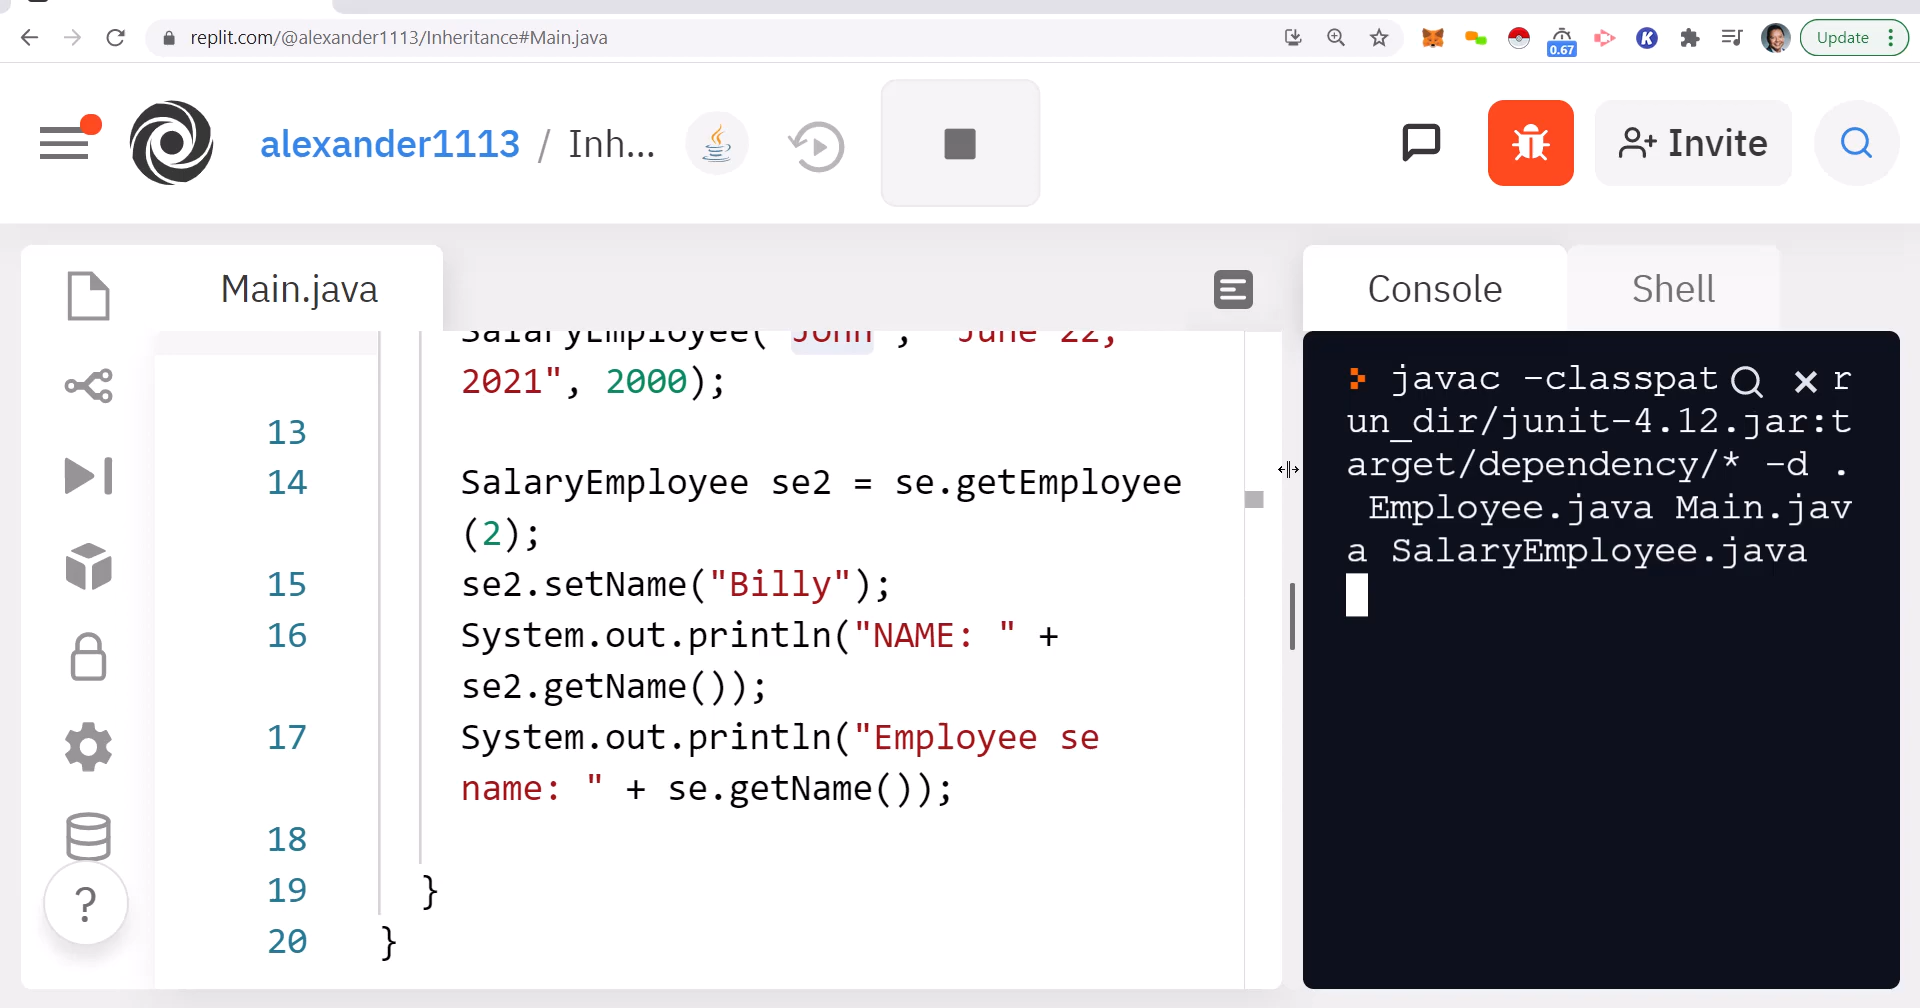 replit.com/@alexander1113/Inheritance#Main.java
0.67
K
Update
alexander1113 / Inh...
Invite
Main.java
Console
Shell
SalaryEmployee("John", "June 22,
2021", 2000);
13
14 SalaryEmployee se2 = se.getEmployee
(2);
15 se2.setName("Billy");
16 System.out.println("NAME: " +
se2.getName());
17 System.out.println("Employee se
name: " + se.getName());
18
19 }
20 }
?
javac -classpat r
un_dir/junit-4.12.jar:t
arget/dependency/* -d .
Employee.java Main.jav
a SalaryEmployee.java